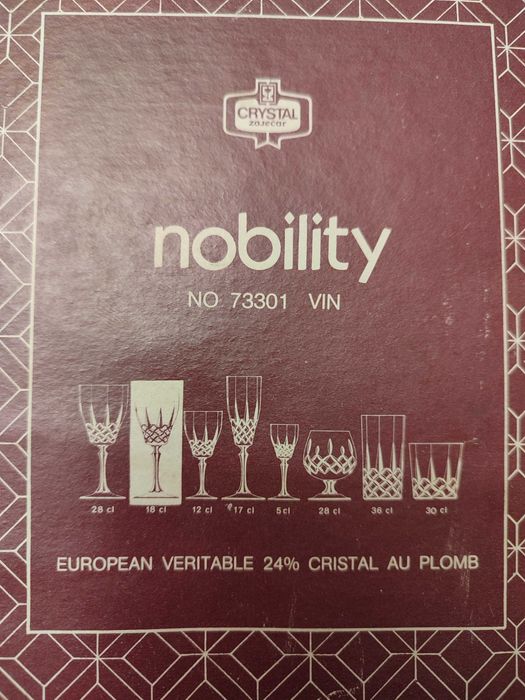 CRYSTAL
zaječar
nobility
NO 73301 VIN
28 cl 18 cl 12 cl 17 cl 5 cl 28 cl 36 cl 30 cl
EUROPEAN VERITABLE 24% CRISTAL AU PLOMB